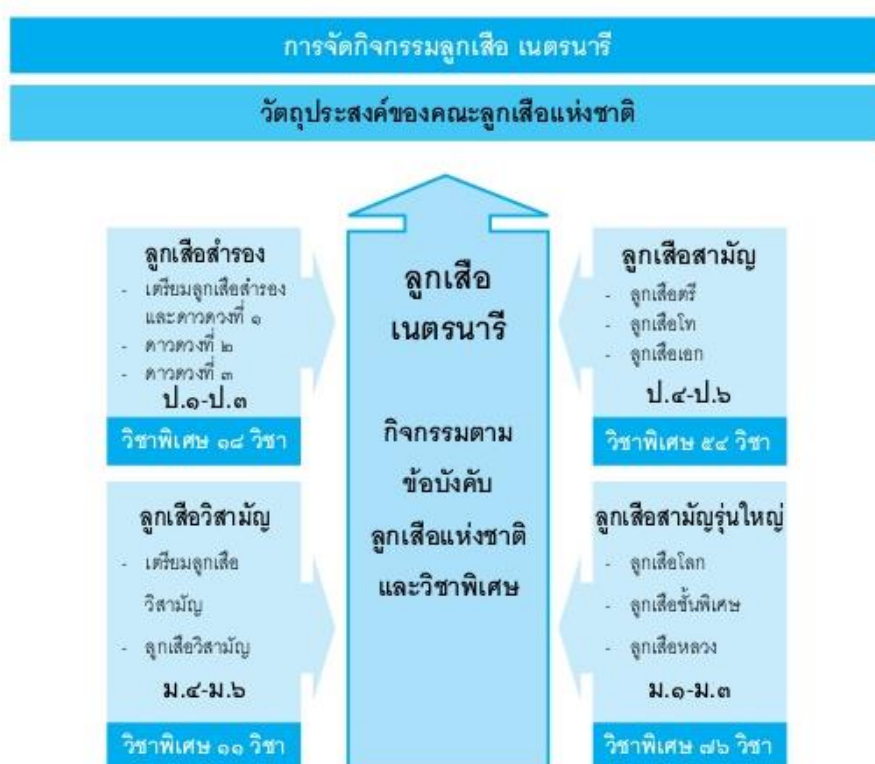 การจัดกิจกรรมลูกเสือ เนตรนารี
วัตถุประสงค์ของคณะลูกเสือแห่งชาติ
ลูกเสือสำรอง
- เตรียมลูกเสือสำรอง
และดาวดวงที่ ๑
- ดาวดวงที่ ๒
- ดาวดวงที่ ๓
ป.๑-ป.๓
วิชาพิเศษ ๑๘ วิชา
ลูกเสือวิสามัญ
- เตรียมลูกเสือ
วิสามัญ
- ลูกเสือวิสามัญ
ม.๔-ม.๖
วิชาพิเศษ ๑๑ วิชา
ลูกเสือ
เนตรนารี
กิจกรรมตาม
ข้อบังคับ
ลูกเสือแห่งชาติ
และวิชาพิเศษ
ลูกเสือสามัญ
- ลูกเสือตรี
- ลูกเสือโท
- ลูกเสือเอก
ป.๔-ป.๖
วิชาพิเศษ ๕๔ วิชา
ลูกเสือสามัญรุ่นใหญ่
- ลูกเสือโลก
- ลูกเสือชั้นพิเศษ
- ลูกเสือหลวง
ม.๑-ม.๓
วิชาพิเศษ ๗๖ วิชา